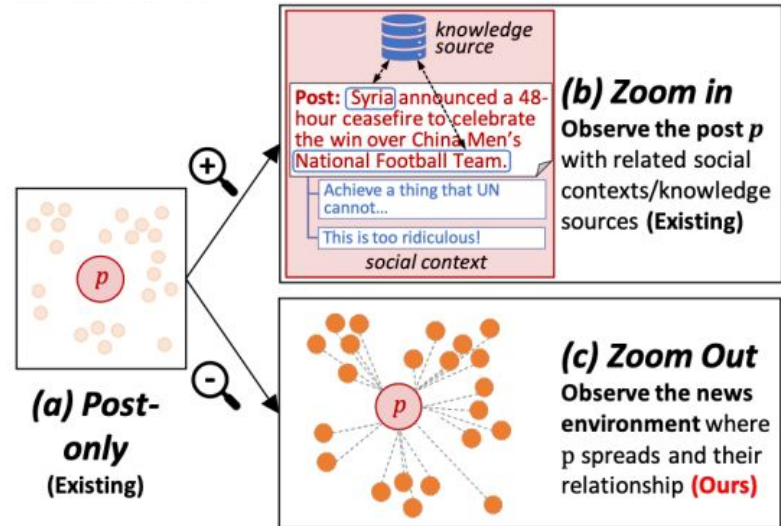 knowledge
source
Post: Syria announced a 48-
hour ceasefire to celebrate
the win over China Men's
National Football Team.
Achieve a thing that UN
cannot...
This is too ridiculous!
social context
(b) Zoom in
Observe the post p
with related social
contexts/knowledge
sources (Existing)
p
(a) Post-
only
(Existing)
p
(c) Zoom Out
Observe the news
environment where
p spreads and their
relationship (Ours)